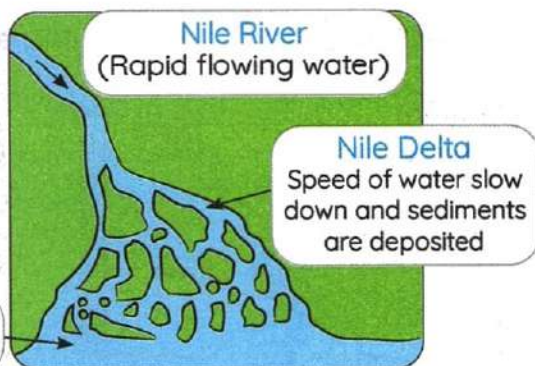 Nile River
(Rapid flowing water)
Nile Delta
Speed of water slow
down and sediments
are deposited